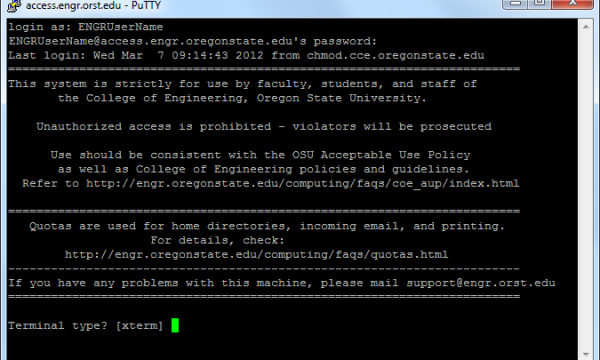 access.engr.orst.edu - PuTTY
login as: ENGRUserName
ENGRUserName@access.engr.oregonstate.edu's password:
Last login: Wed Mar  7 09:14:43 2012 from chmod.cce.oregonstate.edu
=======================================================================
This system is strictly for use by faculty, students, and staff of
the College of Engineering, Oregon State University.
Unauthorized access is prohibited - violators will be prosecuted
Use should be consistent with the OSU Acceptable Use Policy
as well as College of Engineering policies and guidelines.
Refer to http://engr.oregonstate.edu/computing/faqs/coe_aup/index.html
=======================================================================
Quotas are used for home directories, incoming email, and printing.
For details, check:
http://engr.oregonstate.edu/computing/faqs/quotas.html
-----------------------------------------------------------------------
If you have any problems with this machine, please mail support@engr.orst.edu
=======================================================================
Terminal type? [xterm]